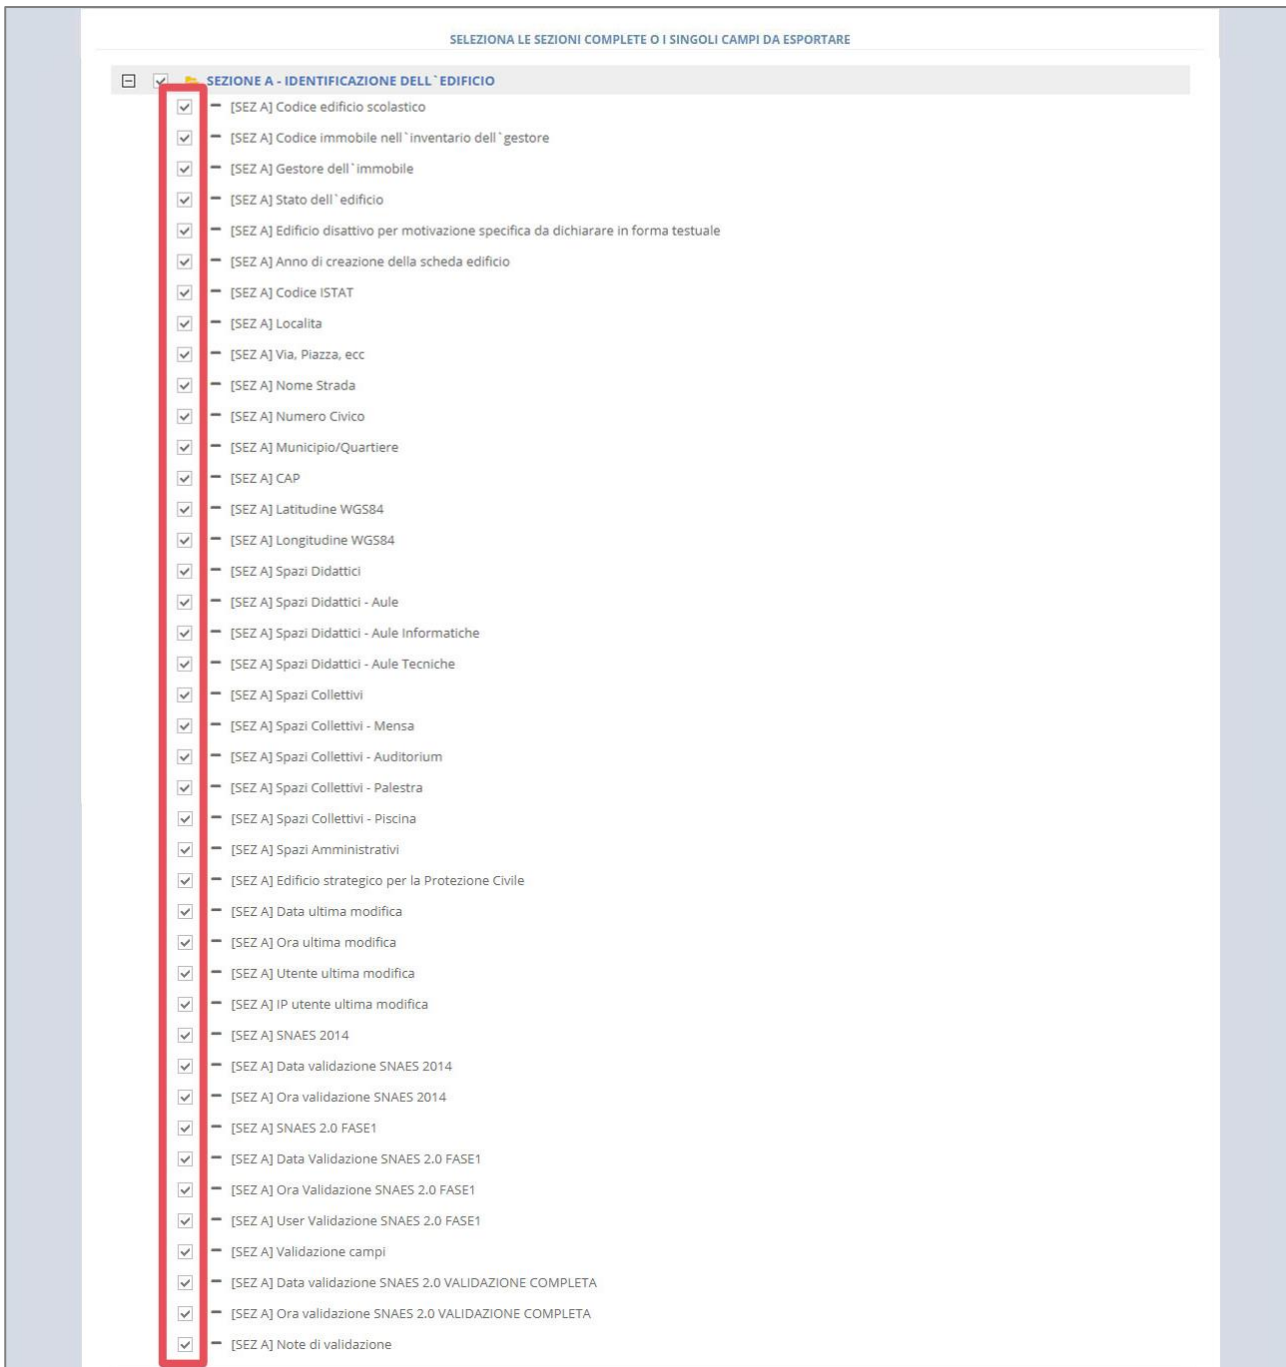 SELEZIONA LE SEZIONI COMPLETE O I SINGOLI CAMPI DA ESPORTARE
SEZIONE A - IDENTIFICAZIONE DELL`EDIFICIO
[SEZ A] Codice edificio scolastico
[SEZ A] Codice immobile nell`inventario dell`gestore
[SEZ A] Gestore dell`immobile
[SEZ A] Stato dell`edificio
[SEZ A] Edificio disattivo per motivazione specifica da dichiarare in forma testuale
[SEZ A] Anno di creazione della scheda edificio
[SEZ A] Codice ISTAT
[SEZ A] Localita
[SEZ A] Via, Piazza, ecc
[SEZ A] Nome Strada
[SEZ A] Numero Civico
[SEZ A] Municipio/Quartiere
[SEZ A] CAP
[SEZ A] Latitudine WGS84
[SEZ A] Longitudine WGS84
[SEZ A] Spazi Didattici
[SEZ A] Spazi Didattici - Aule
[SEZ A] Spazi Didattici - Aule Informatiche
[SEZ A] Spazi Didattici - Aule Tecniche
[SEZ A] Spazi Collettivi
[SEZ A] Spazi Collettivi - Mensa
[SEZ A] Spazi Collettivi - Auditorium
[SEZ A] Spazi Collettivi - Palestra
[SEZ A] Spazi Collettivi - Piscina
[SEZ A] Spazi Amministrativi
[SEZ A] Edificio strategico per la Protezione Civile
[SEZ A] Data ultima modifica
[SEZ A] Ora ultima modifica
[SEZ A] Utente ultima modifica
[SEZ A] IP utente ultima modifica
[SEZ A] SNAES 2014
[SEZ A] Data validazione SNAES 2014
[SEZ A] Ora validazione SNAES 2014
[SEZ A] SNAES 2.0 FASE1
[SEZ A] Data Validazione SNAES 2.0 FASE1
[SEZ A] Ora Validazione SNAES 2.0 FASE1
[SEZ A] User Validazione SNAES 2.0 FASE1
[SEZ A] Validazione campi
[SEZ A] Data validazione SNAES 2.0 VALIDAZIONE COMPLETA
[SEZ A] Ora validazione SNAES 2.0 VALIDAZIONE COMPLETA
[SEZ A] Note di validazione